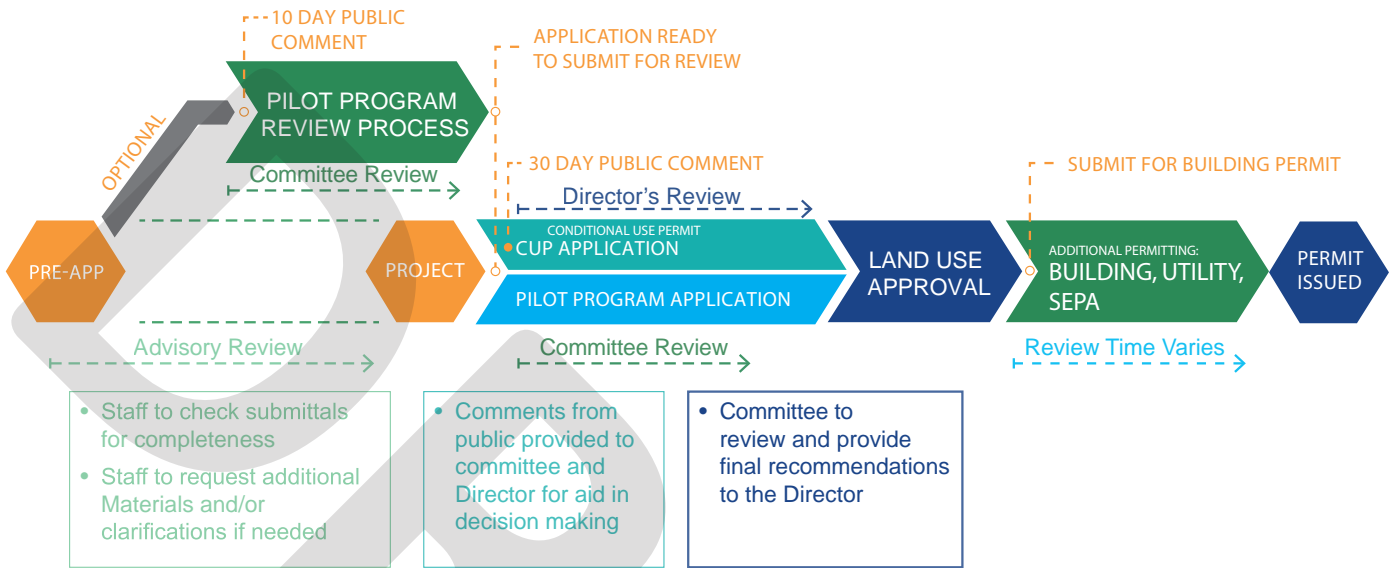 10 DAY PUBLIC
COMMENT
APPLICATION READY
TO SUBMIT FOR REVIEW
OPTIONAL
PILOT PROGRAM
REVIEW PROCESS
Committee Review
30 DAY PUBLIC COMMENT
SUBMIT FOR BUILDING PERMIT
Director's Review
PRE-APP
PROJECT
CONDITIONAL USE PERMIT
CUP APPLICATION
PILOT PROGRAM APPLICATION
LAND USE
APPROVAL
ADDITIONAL PERMITTING:
BUILDING, UTILITY,
SEPA
PERMIT
ISSUED
Advisory Review
Committee Review
Review Time Varies
• Staff to check submittals
for completeness
• Staff to request additional
Materials and/or
clarifications if needed
• Comments from
public provided to
committee and
Director for aid in
decision making
• Committee to
review and provide
final recommendations
to the Director